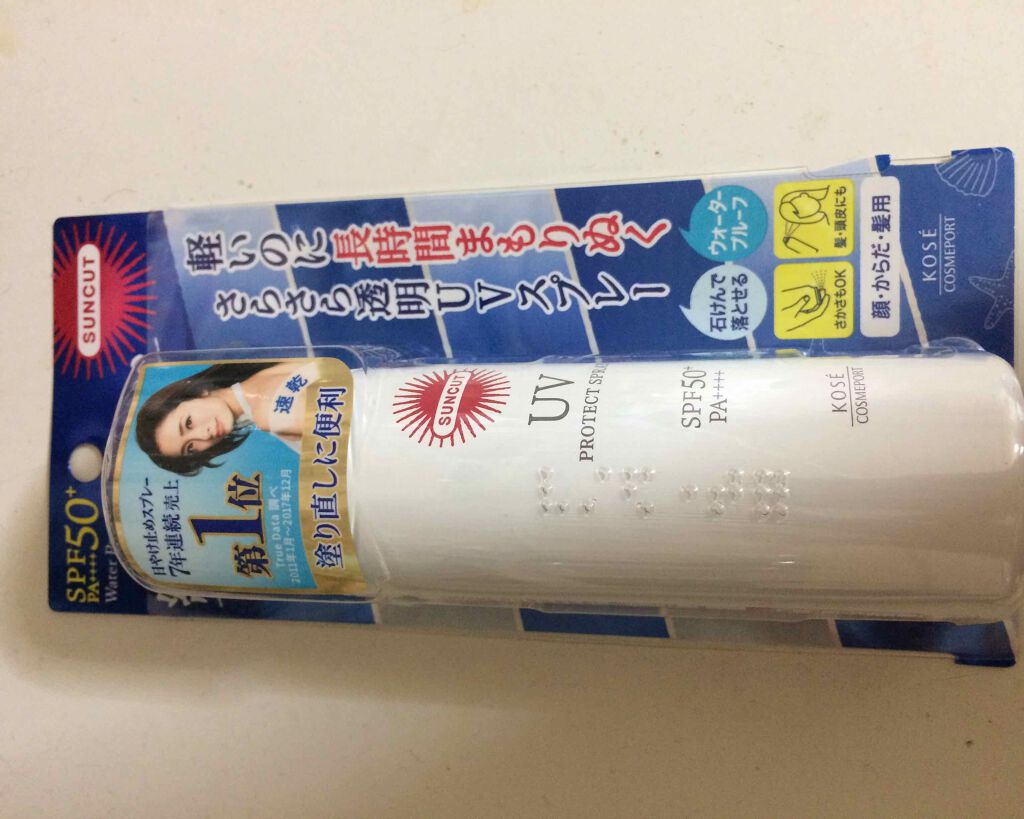 SUNCUT
SPF50+
PA++++
Water
軽いのに長時間まもりぬく
さらさら透明UVスプレー
ウォーター
プルーフ
石けんで
落とせる
髪・頭皮にも
さかさもOK
顔・からだ・髪用
KOSÉ
COSMEPORT
速乾
日やけ止めスプレー
7年連続売上
第1位
True Data 調べ
2011年1月～2017年12月
塗り直しに便利
SUNCUT
UV
PROTECT
SPF50+
PA++++
KOSÉ
COSMEPORT